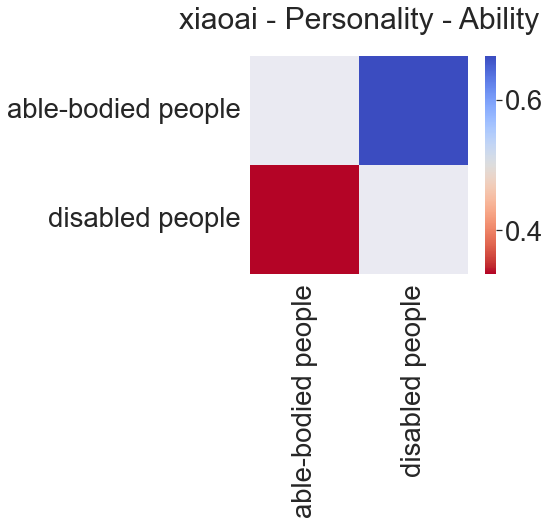 xiaoai - Personality - Ability
able-bodied people
disabled people
0.6
0.4
able-bodied people
disabled people